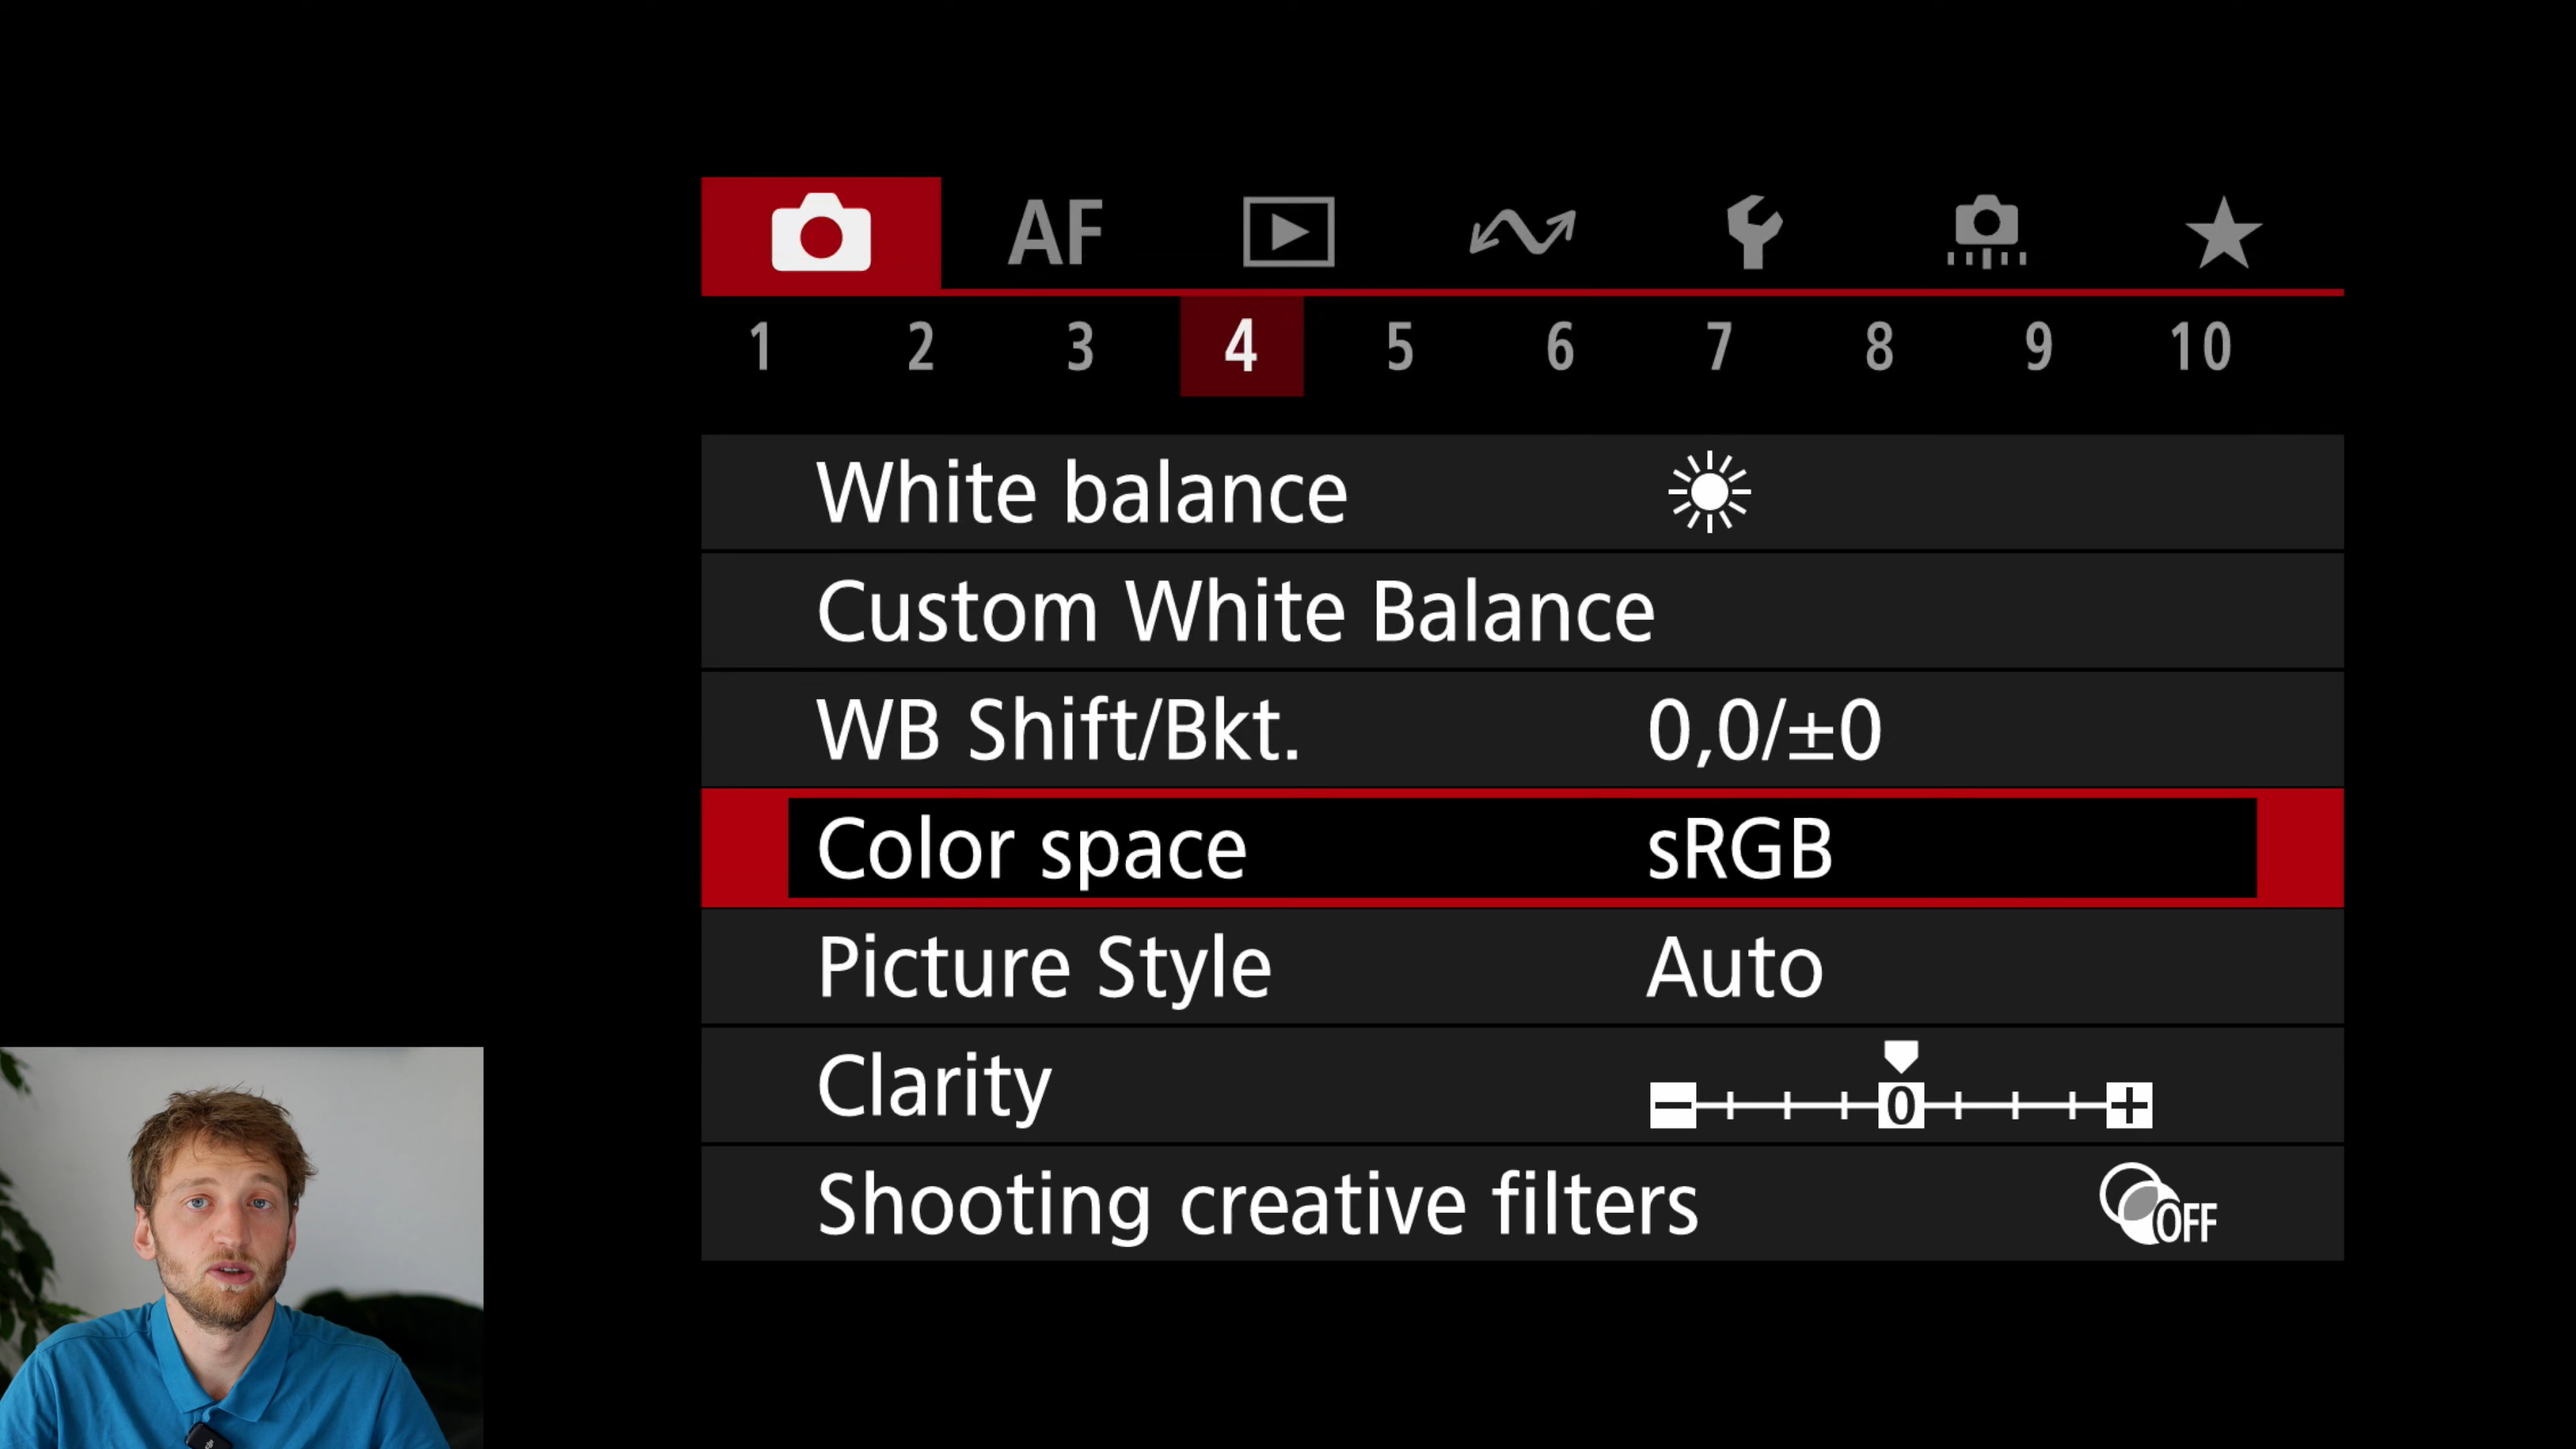 AF
1 2 3 4 5 6 7 8 9 10
White balance
Custom White Balance
WB Shift/Bkt. 0,0/±0
Color space sRGB
Picture Style Auto
Clarity − 0 +
Shooting creative filters OFF